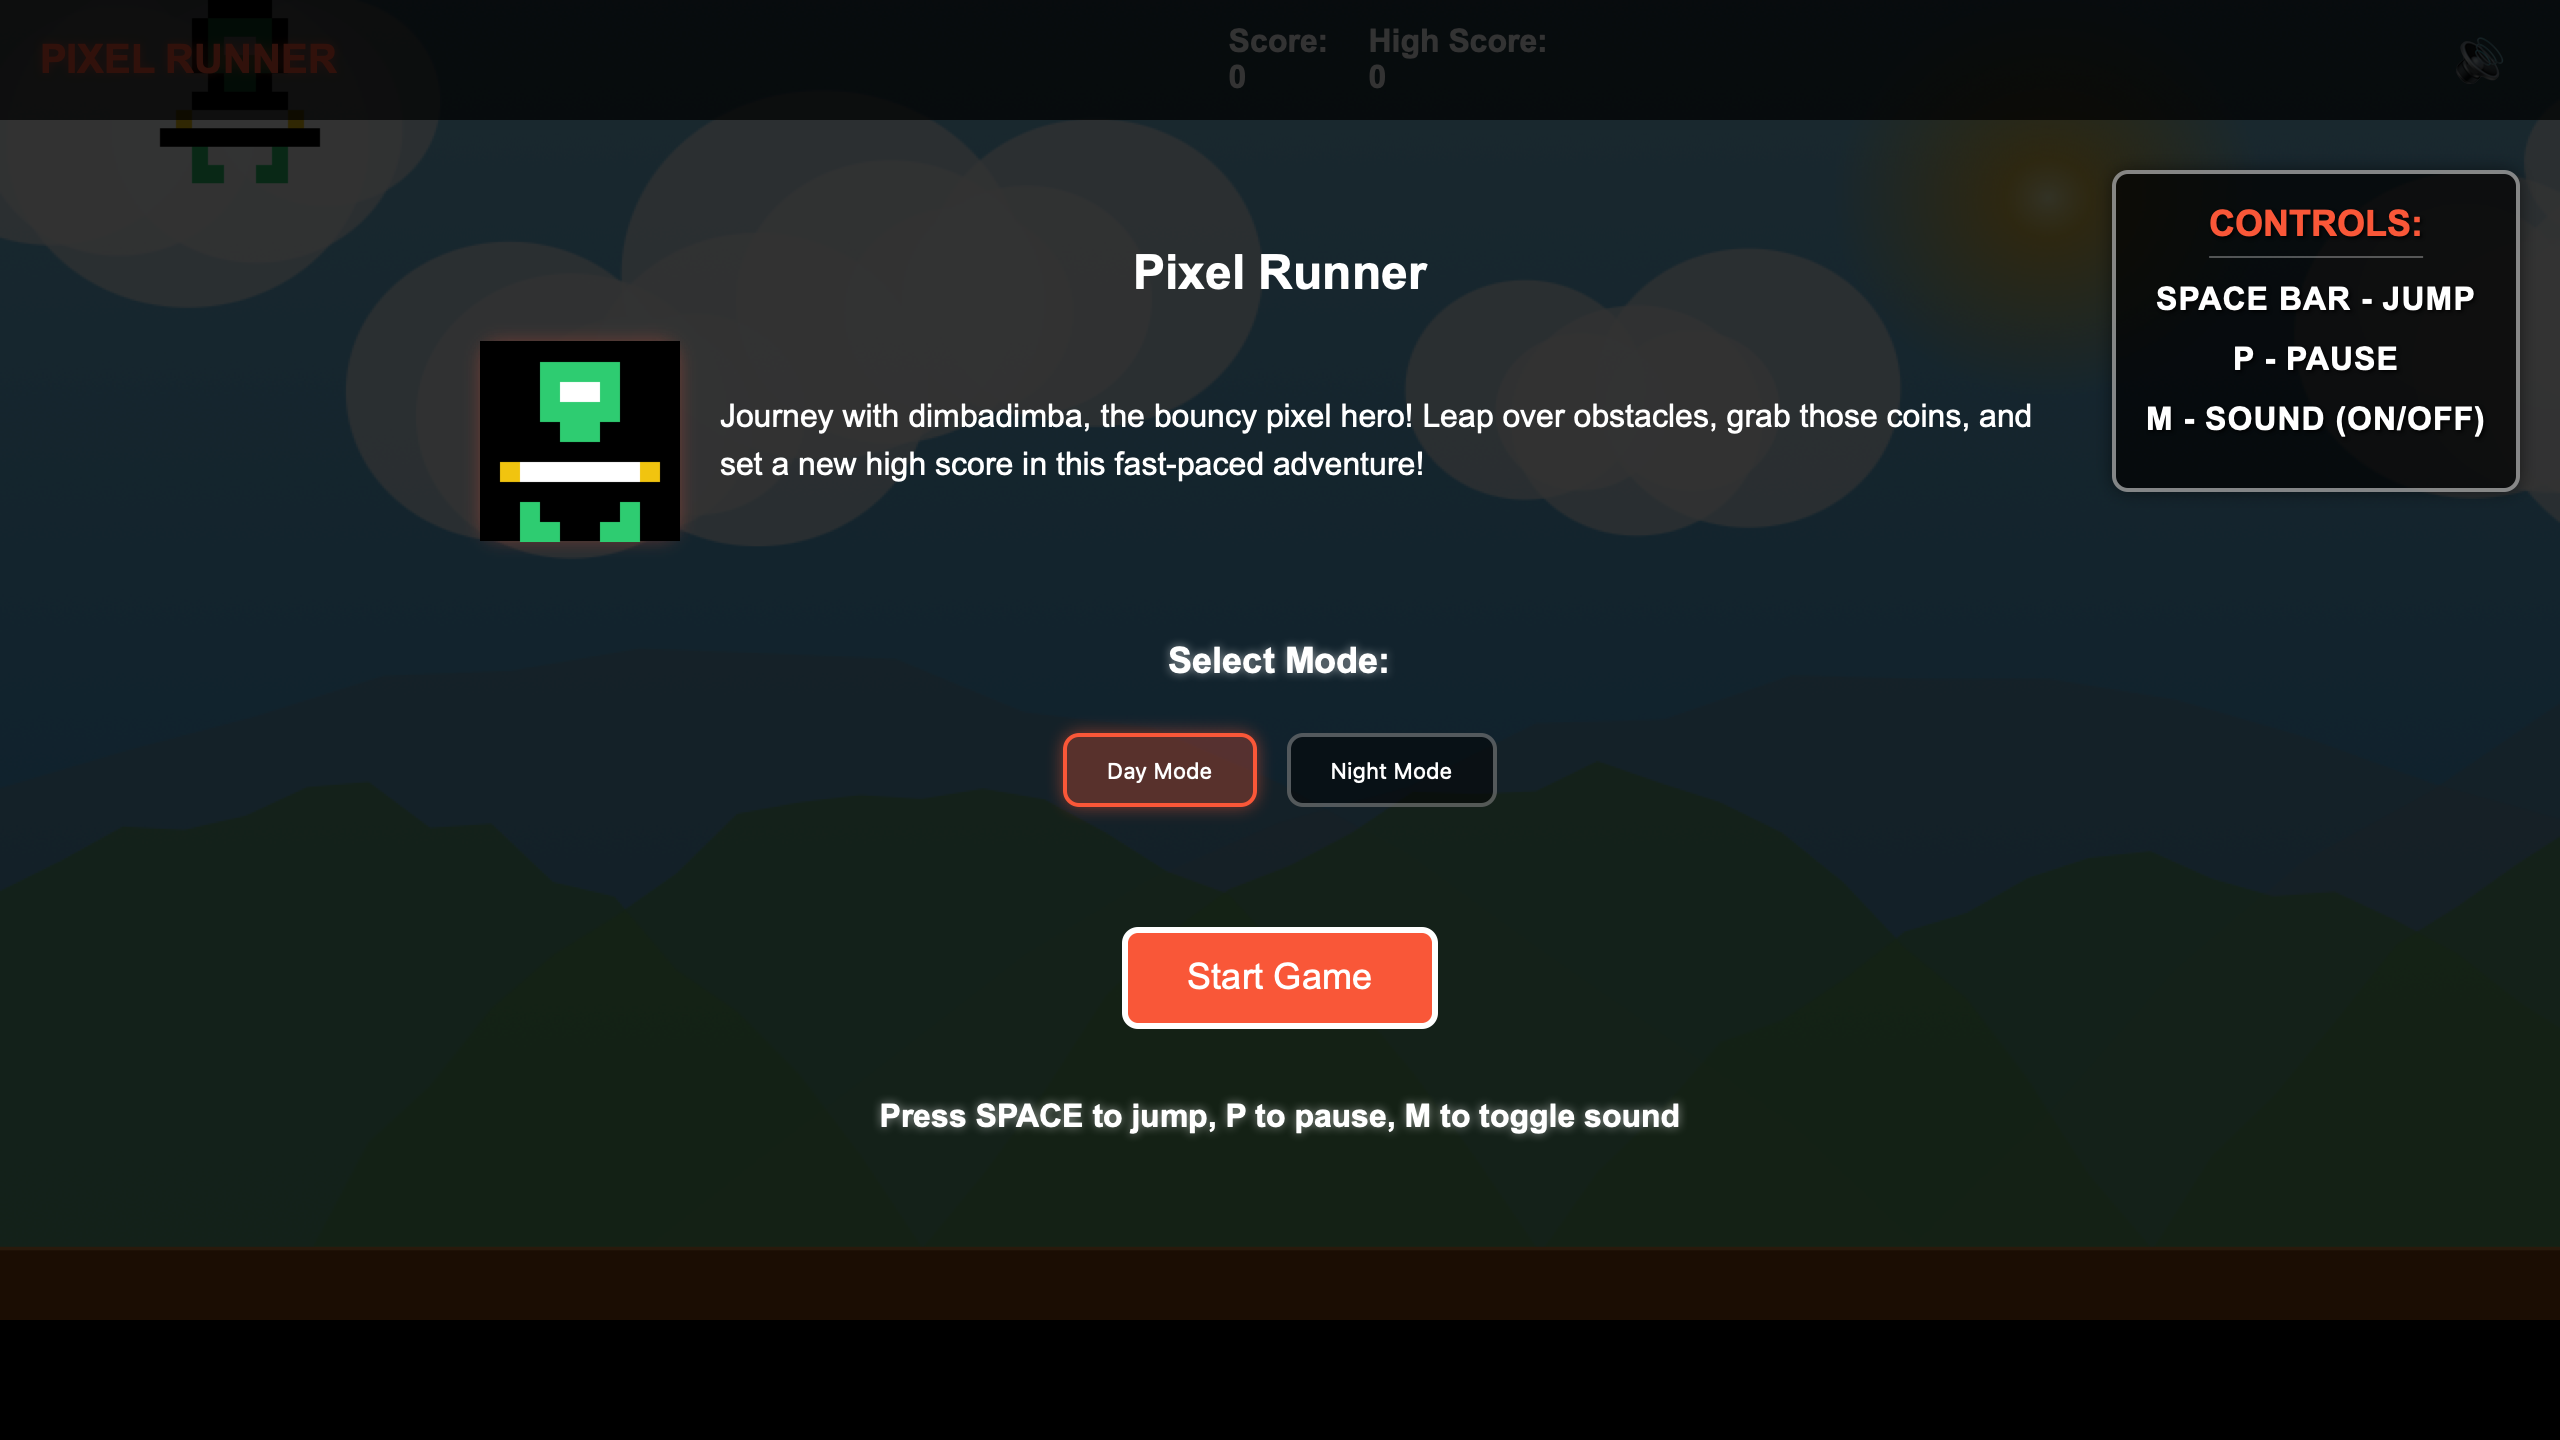 PIXEL RUNNER
Score:
0
High Score:
0
CONTROLS:
SPACE BAR - JUMP
P - PAUSE
M - SOUND (ON/OFF)
Pixel Runner
Journey with dimbadimba, the bouncy pixel hero! Leap over obstacles, grab those coins, and
set a new high score in this fast-paced adventure!
Select Mode:
Day Mode
Night Mode
Start Game
Press SPACE to jump, P to pause, M to toggle sound